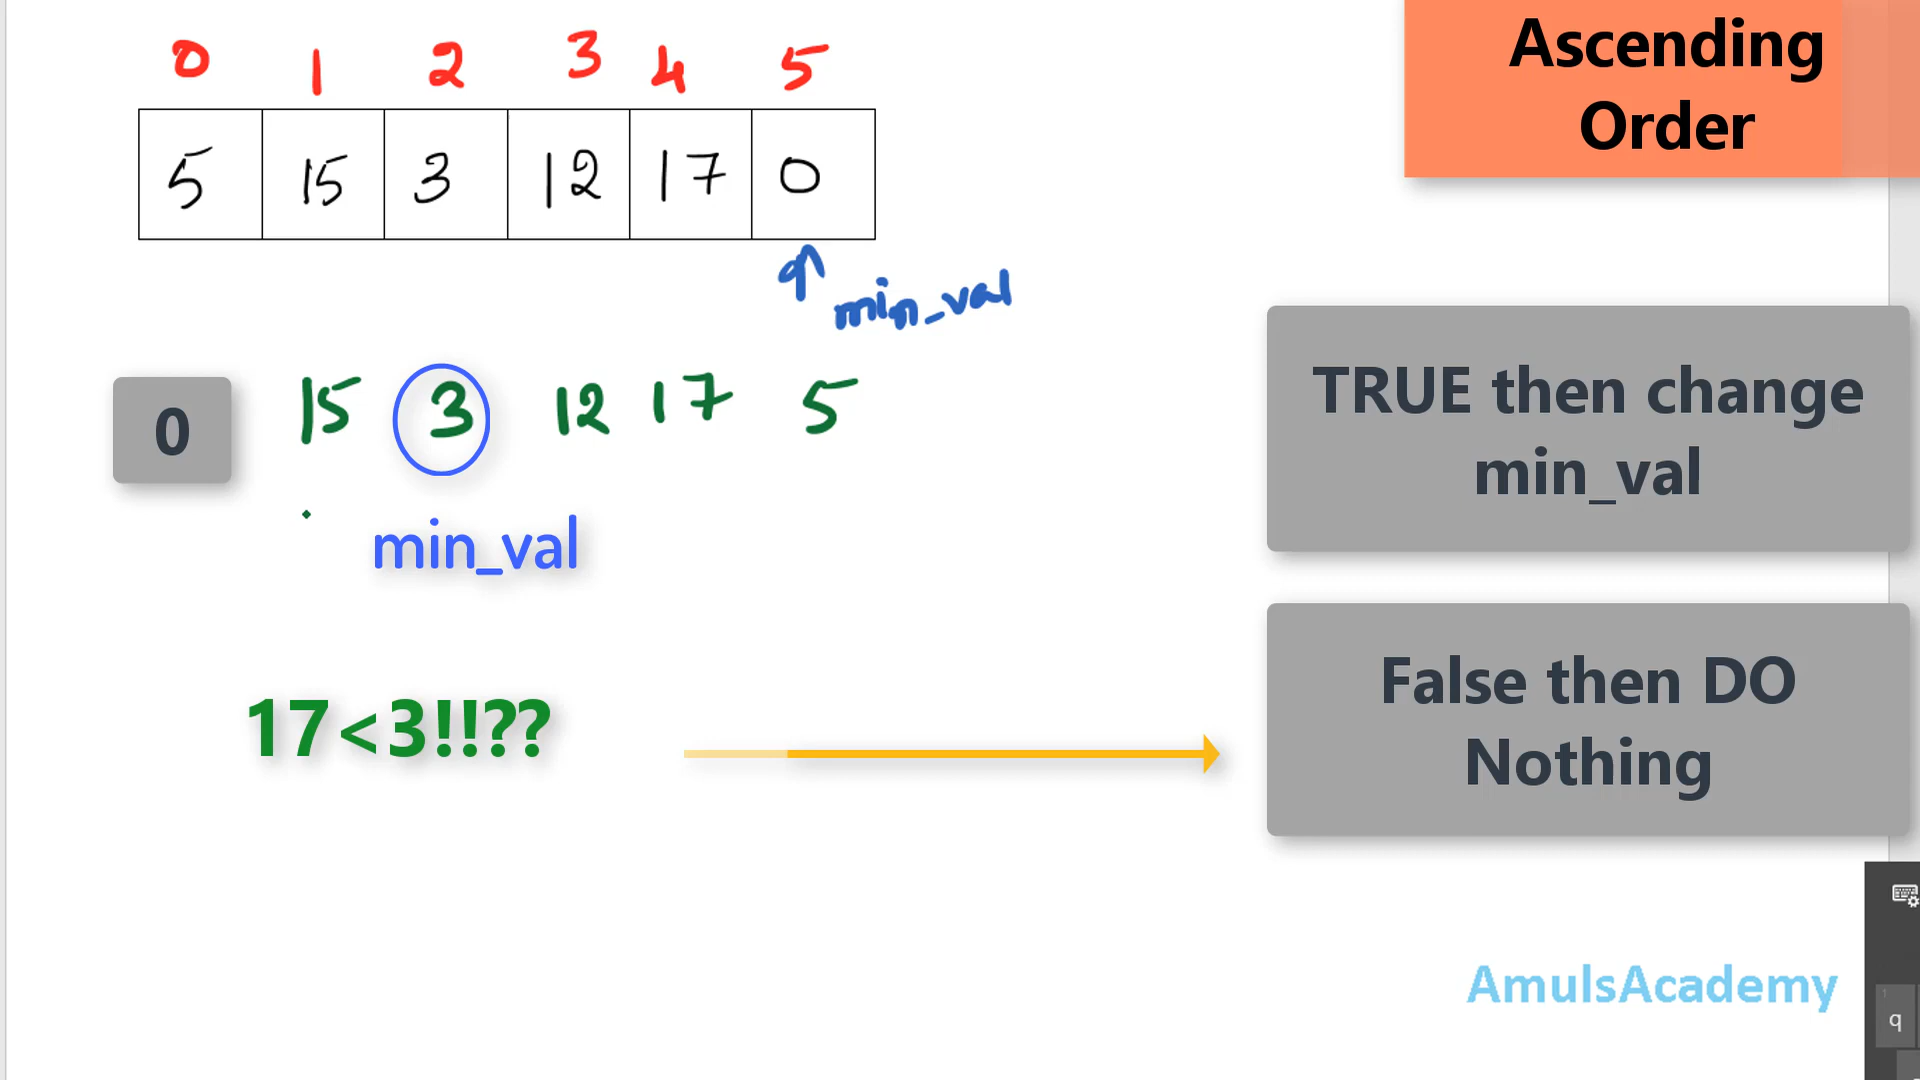 0 1 2 3 4 5
5 15 3 12 17 0
min_val
0 15 3 12 17 5
min_val
17<3!!??
Ascending
Order
TRUE then change
min_val
False then DO
Nothing
AmulsAcademy
q